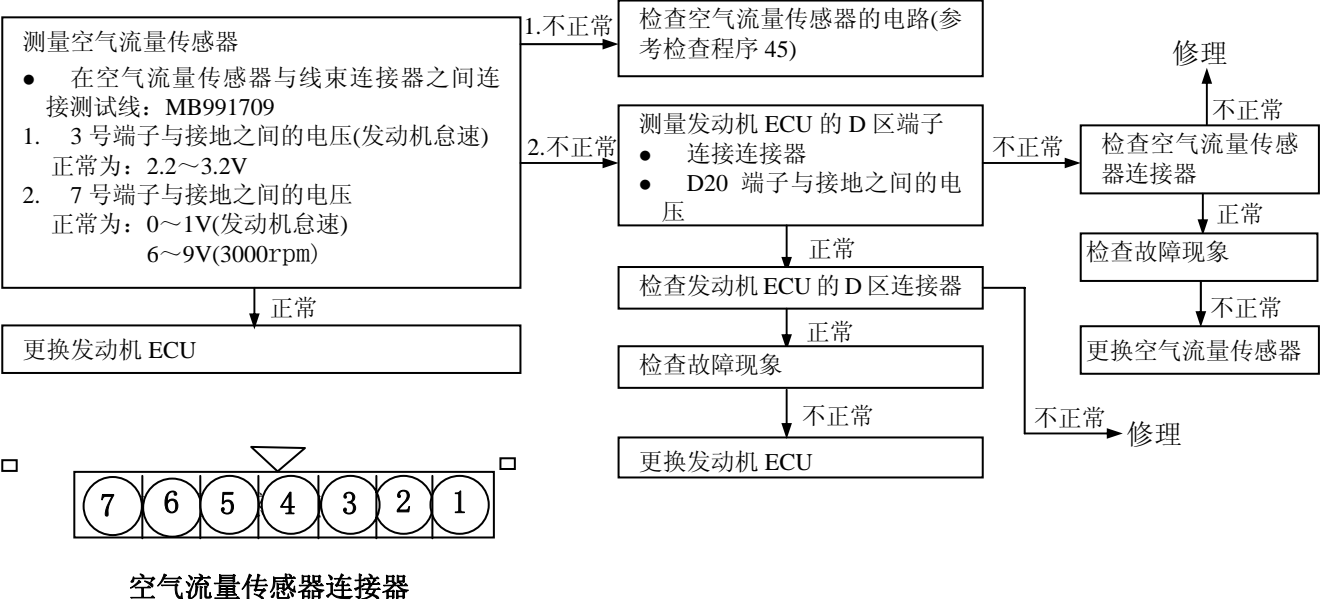 测量空气流量传感器
● 在空气流量传感器与线束连接器之间连
接测试线：MB991709
1. 3 号端子与接地之间的电压(发动机怠速)
正常为：2.2～3.2V
2. 7 号端子与接地之间的电压
正常为：0～1V(发动机怠速)
6～9V(3000rpm)
正常
更换发动机 ECU
1.不正常
检查空气流量传感器的电路(参
考检查程序 45)
2.不正常
测量发动机 ECU 的 D 区端子
● 连接连接器
● D20 端子与接地之间的电
压
正常
检查发动机 ECU 的 D 区连接器
正常
检查故障现象
不正常
更换发动机 ECU
不正常
修理
不正常
修理
不正常
检查空气流量传感
器连接器
正常
检查故障现象
不正常
更换空气流量传感器
7 6 5 4 3 2 1
空气流量传感器连接器